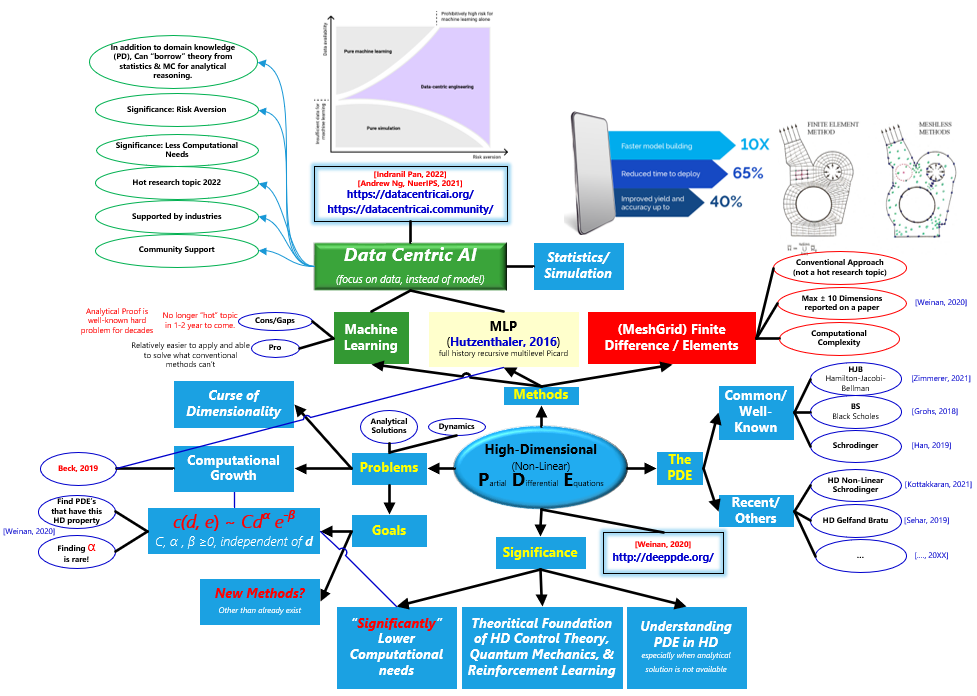 Prohibitively high risk for
machine learning alone
Data availability
Pure machine learning
Data-centric engineering
Insufficient data for
machine learning
Pure simulation
Risk aversion
In addition to domain knowledge
(PD), Can "borrow" theory from
statistics & MC for analytical
reasoning.
Significance: Risk Aversion
Significance: Less Computational
Needs
Hot research topic 2022
Supported by industries
Community Support
[Indranil Pan, 2022]
[Andrew Ng, NuerIPS, 2021]
https://datacentricai.org/
https://datacentricai.community/
Faster model building
10X
Reduced time to deploy
65%
Improved yield and
accuracy up to
40%
FINITE ELEMENT
METHOD
MESHLESS
METHODS
Data Centric AI
(focus on data, instead of model)
Statistics/
Simulation
Conventional Approach
(not a hot research topic)
Max ± 10 Dimensions
reported on a paper
[Weinan, 2020]
Computational
Complexity
Analytical Proof is
well-known hard
problem for decades
No longer "hot" topic
in 1-2 year to come.
Cons/Gaps
Relatively easier to apply and able
to solve what conventional
methods can't
Pro
Machine
Learning
MLP
(Hutzenthaler, 2016)
full history recursive multilevel Picard
(MeshGrid) Finite
Difference / Elements
Methods
Curse of
Dimensionality
Analytical
Solutions
Dynamics
Common/
Well-
Known
HJB
Hamilton-Jacobi-
Bellman
[Zimmerer, 2021]
BS
Black Scholes
[Grohs, 2018]
Schrodinger
[Han, 2019]
Beck, 2019
Computational
Growth
Problems
High-Dimensional
(Non-Linear)
Partial Differential Equations
The
PDE
Recent/
Others
HD Non-Linear
Schrodinger
[Kottakkaran, 2021]
HD Gelfand Bratu
[Sehar, 2019]
...
[...., 20XX]
Find PDE's
that have this
HD property
[Weinan, 2020]
Finding α
is rare!
c(d, e) ~ Cd^α e^-β
C, α , β ≥0, independent of d
Goals
Significance
[Weinan, 2020]
http://deeppde.org/
New Methods?
Other than already exist
"Significantly"
Lower
Computational
needs
Theoritical Foundation
of HD Control Theory,
Quantum Mechanics, &
Reinforcement Learning
Understanding
PDE in HD
especially when analytical
solution is not available